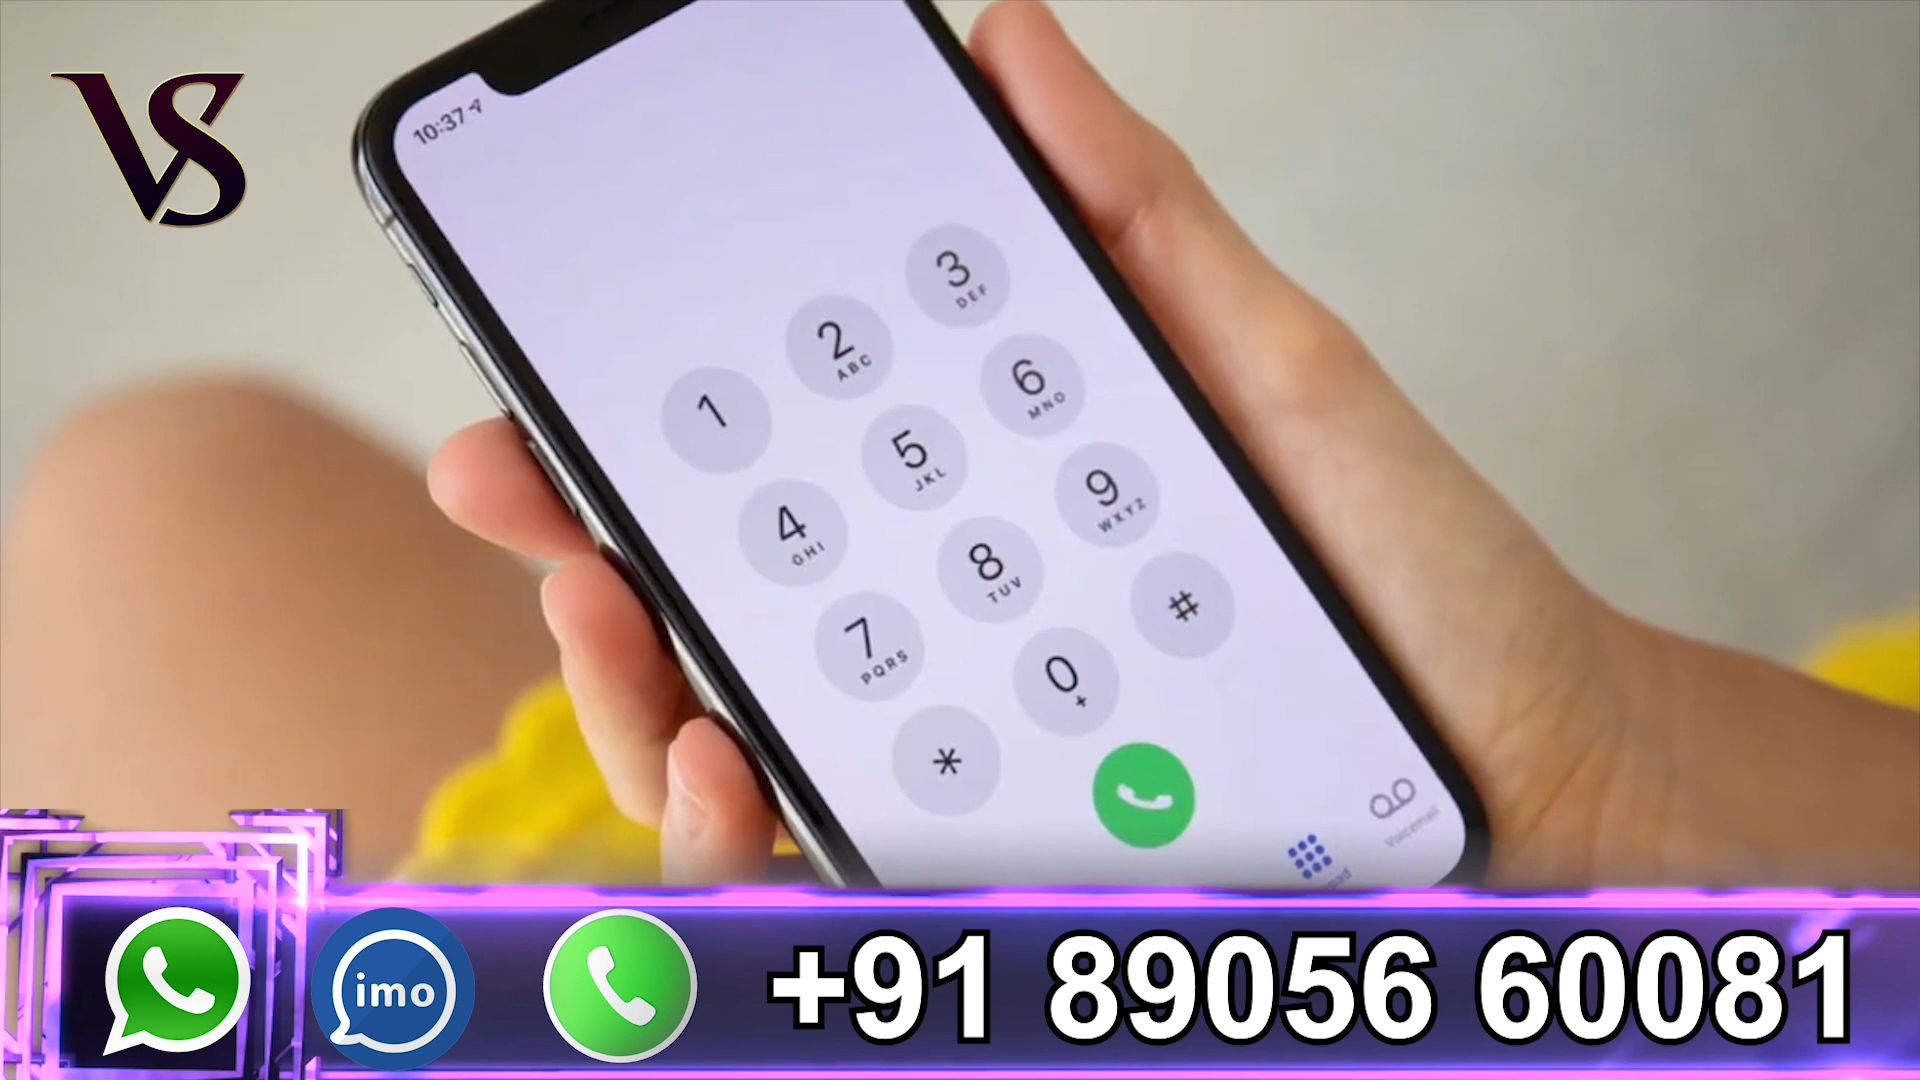 VS
10:37
1
2
ABC
3
DEF
4
GHI
5
JKL
6
MNO
7
PQRS
8
TUV
9
WXYZ
*
0
+
#
Voicemail
imo
+91 89056 60081